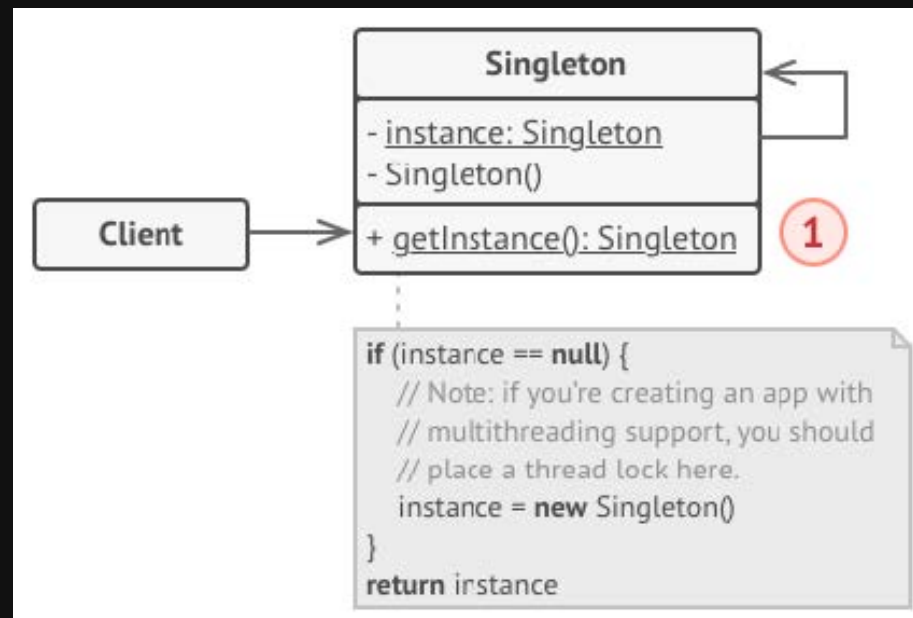 Singleton
- instance: Singleton
- Singleton()
Client
+ getInstance(): Singleton
1
if (instance == null) {
// Note: if you're creating an app with
// multithreading support, you should
// place a thread lock here.
instance = new Singleton()
}
return instance